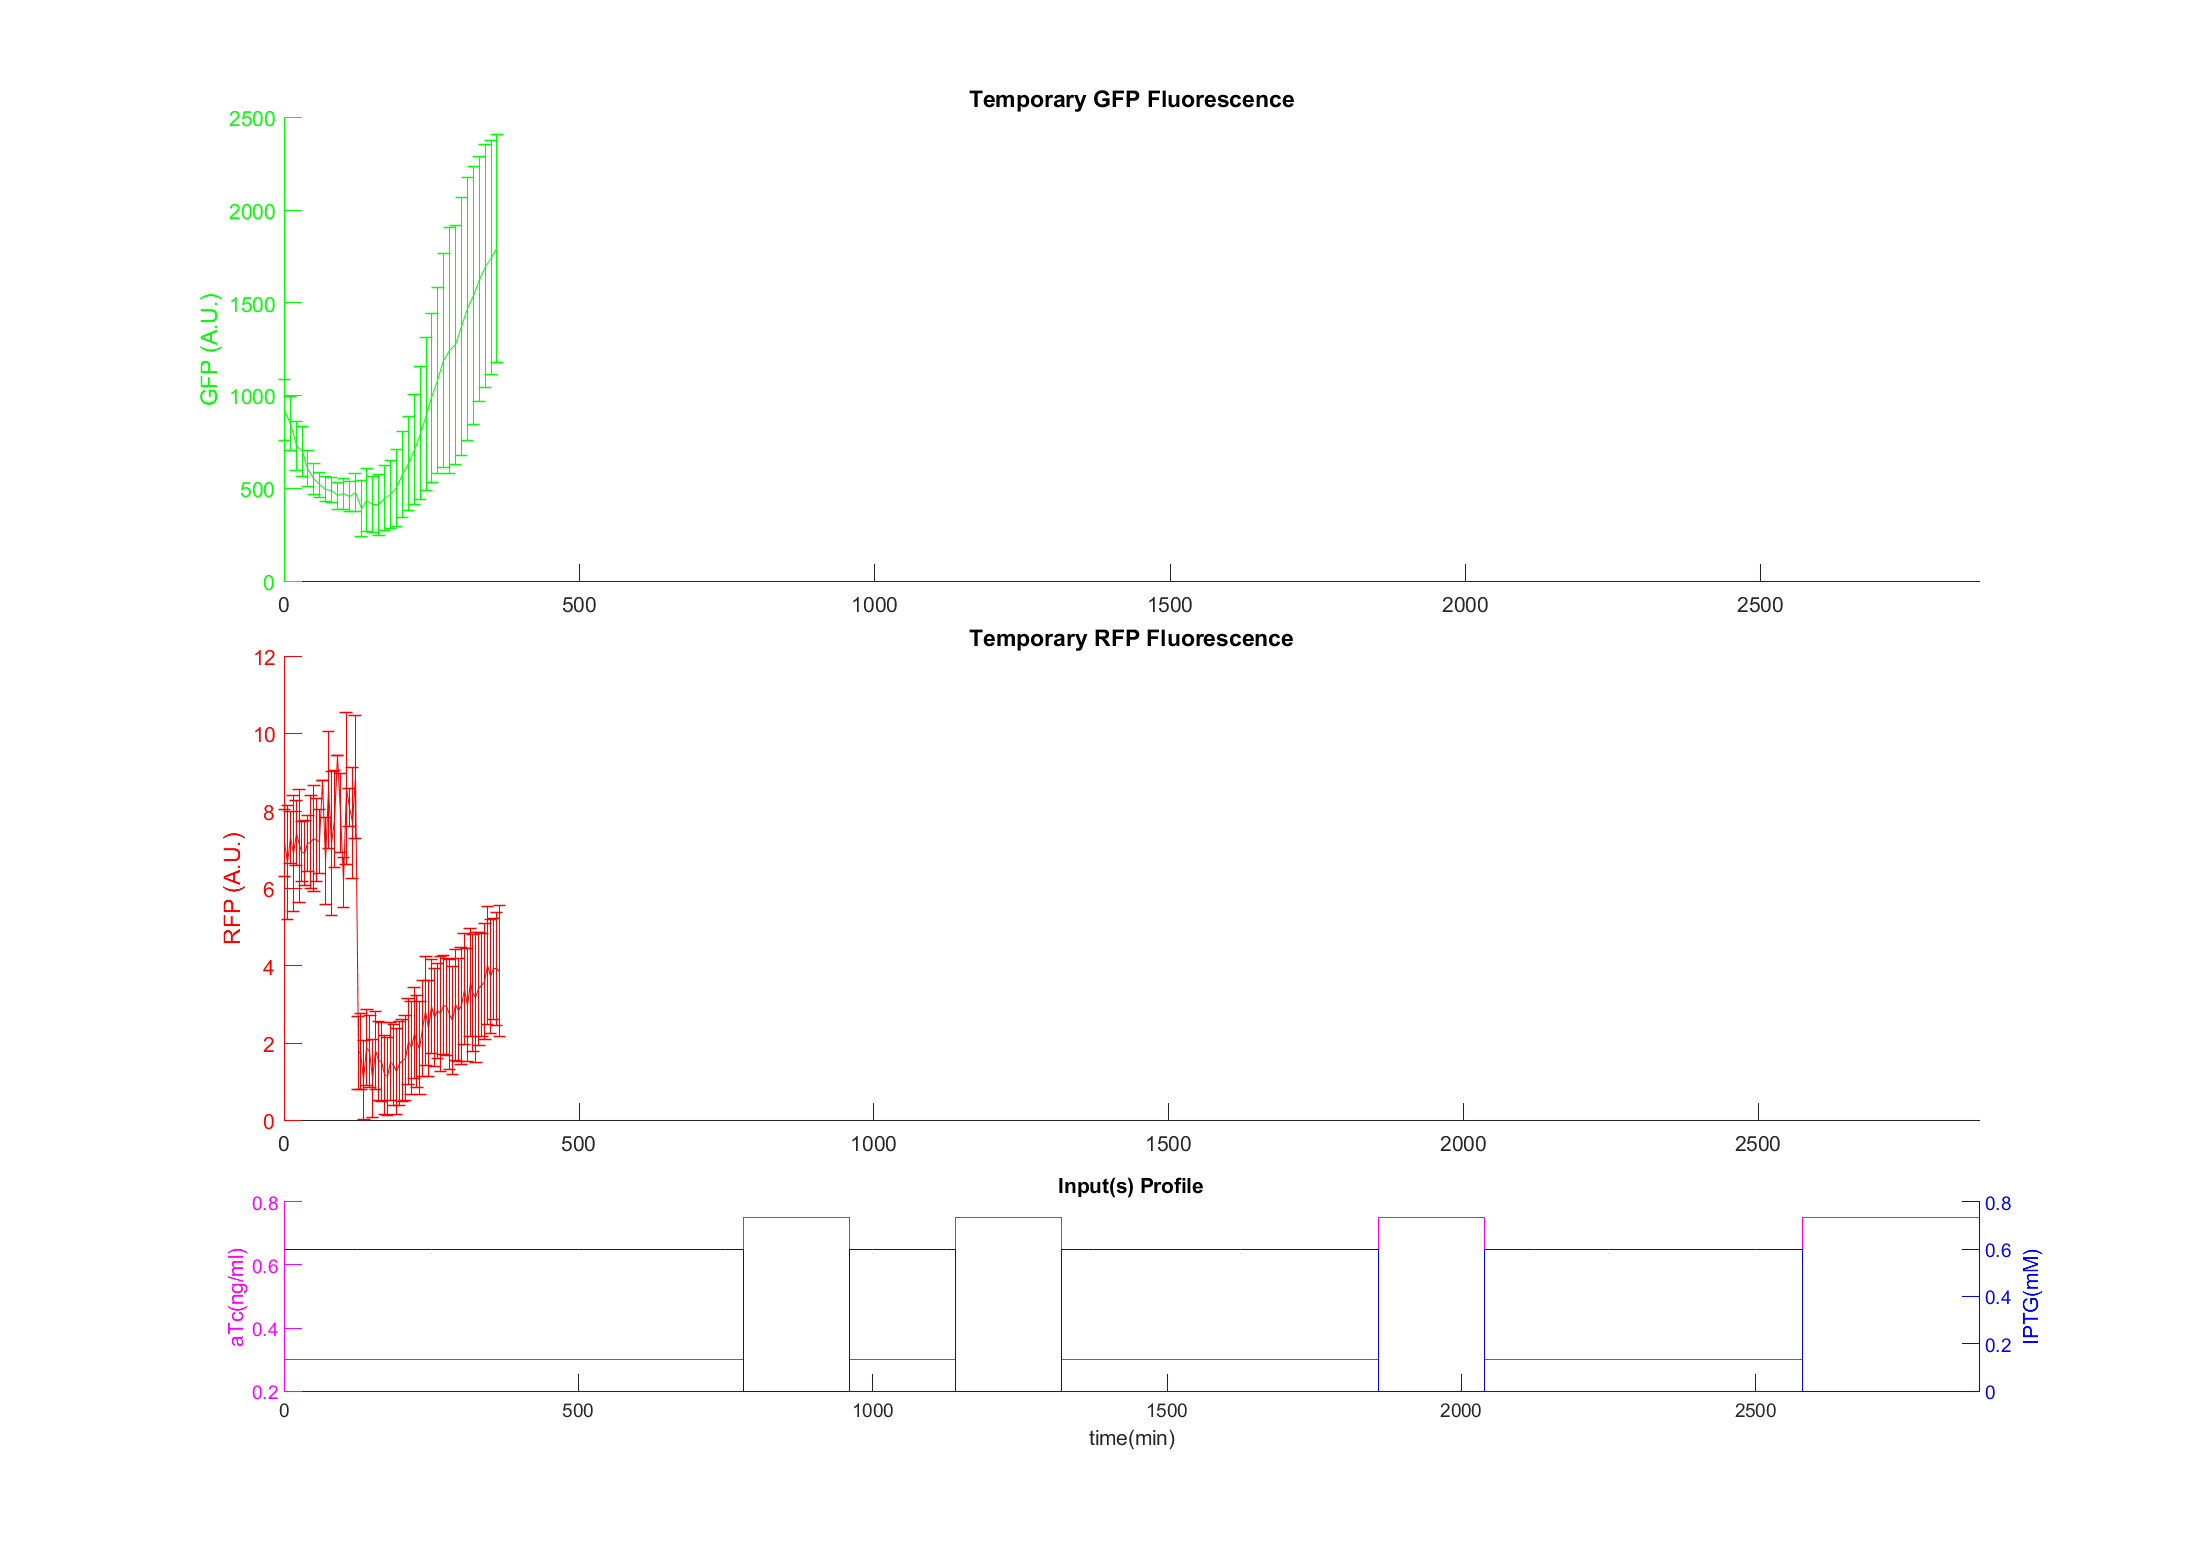 Temporary GFP Fluorescence
2500
2000
1500
1000
500
0
GFP (A.U.)
0 500 1000 1500 2000 2500
Temporary RFP Fluorescence
12
10
8
6
4
2
0
RFP (A.U.)
0 500 1000 1500 2000 2500
Input(s) Profile
0.8
0.6
0.4
0.2
aTc(ng/ml)
0.8
0.6
0.4
0.2
0
IPTG(mM)
0 500 1000 1500 2000 2500
time(min)